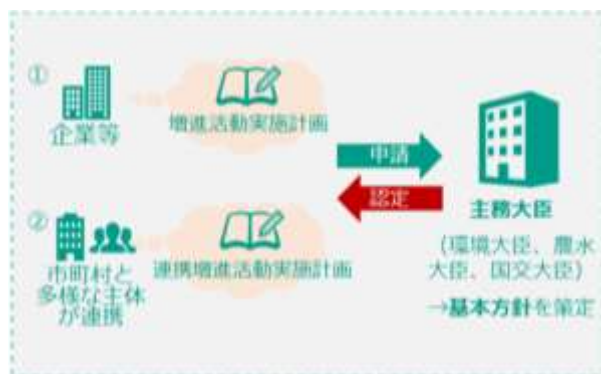 ①
企業等
増進活動実施計画
②
市町村と
多様な主体
が連携
連携増進活動実施計画
申請
認定
主務大臣
（環境大臣、農水
大臣、国交大臣）
→基本方針を策定